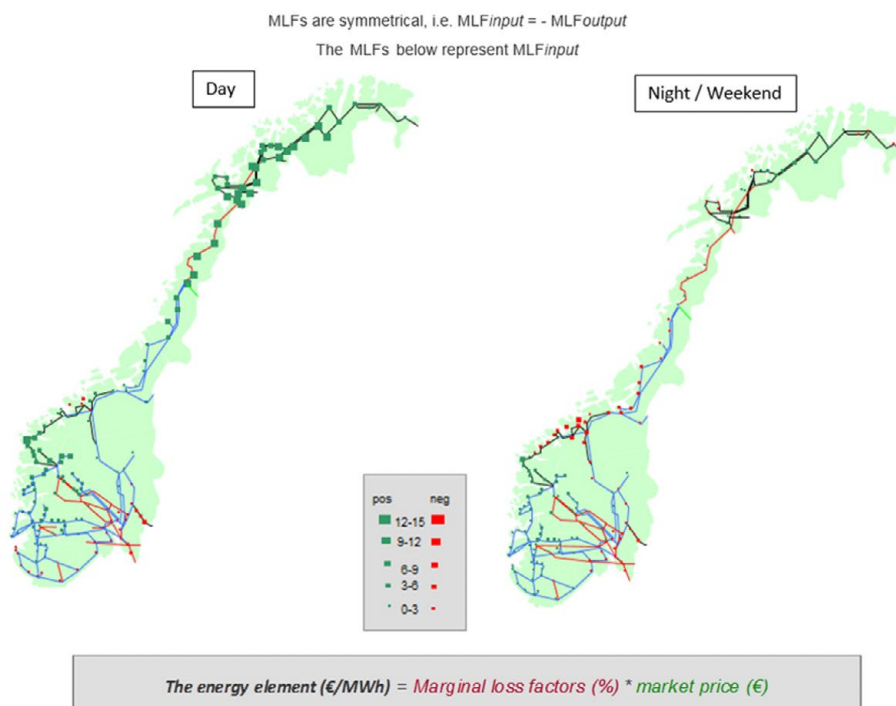 MLFs are symmetrical, i.e. MLFinput = - MLFoutput
The MLFs below represent MLFinput
Day
Night / Weekend
pos neg
12-15
9-12
6-9
3-6
0-3
The energy element (€/MWh) = Marginal loss factors (%) * market price (€)